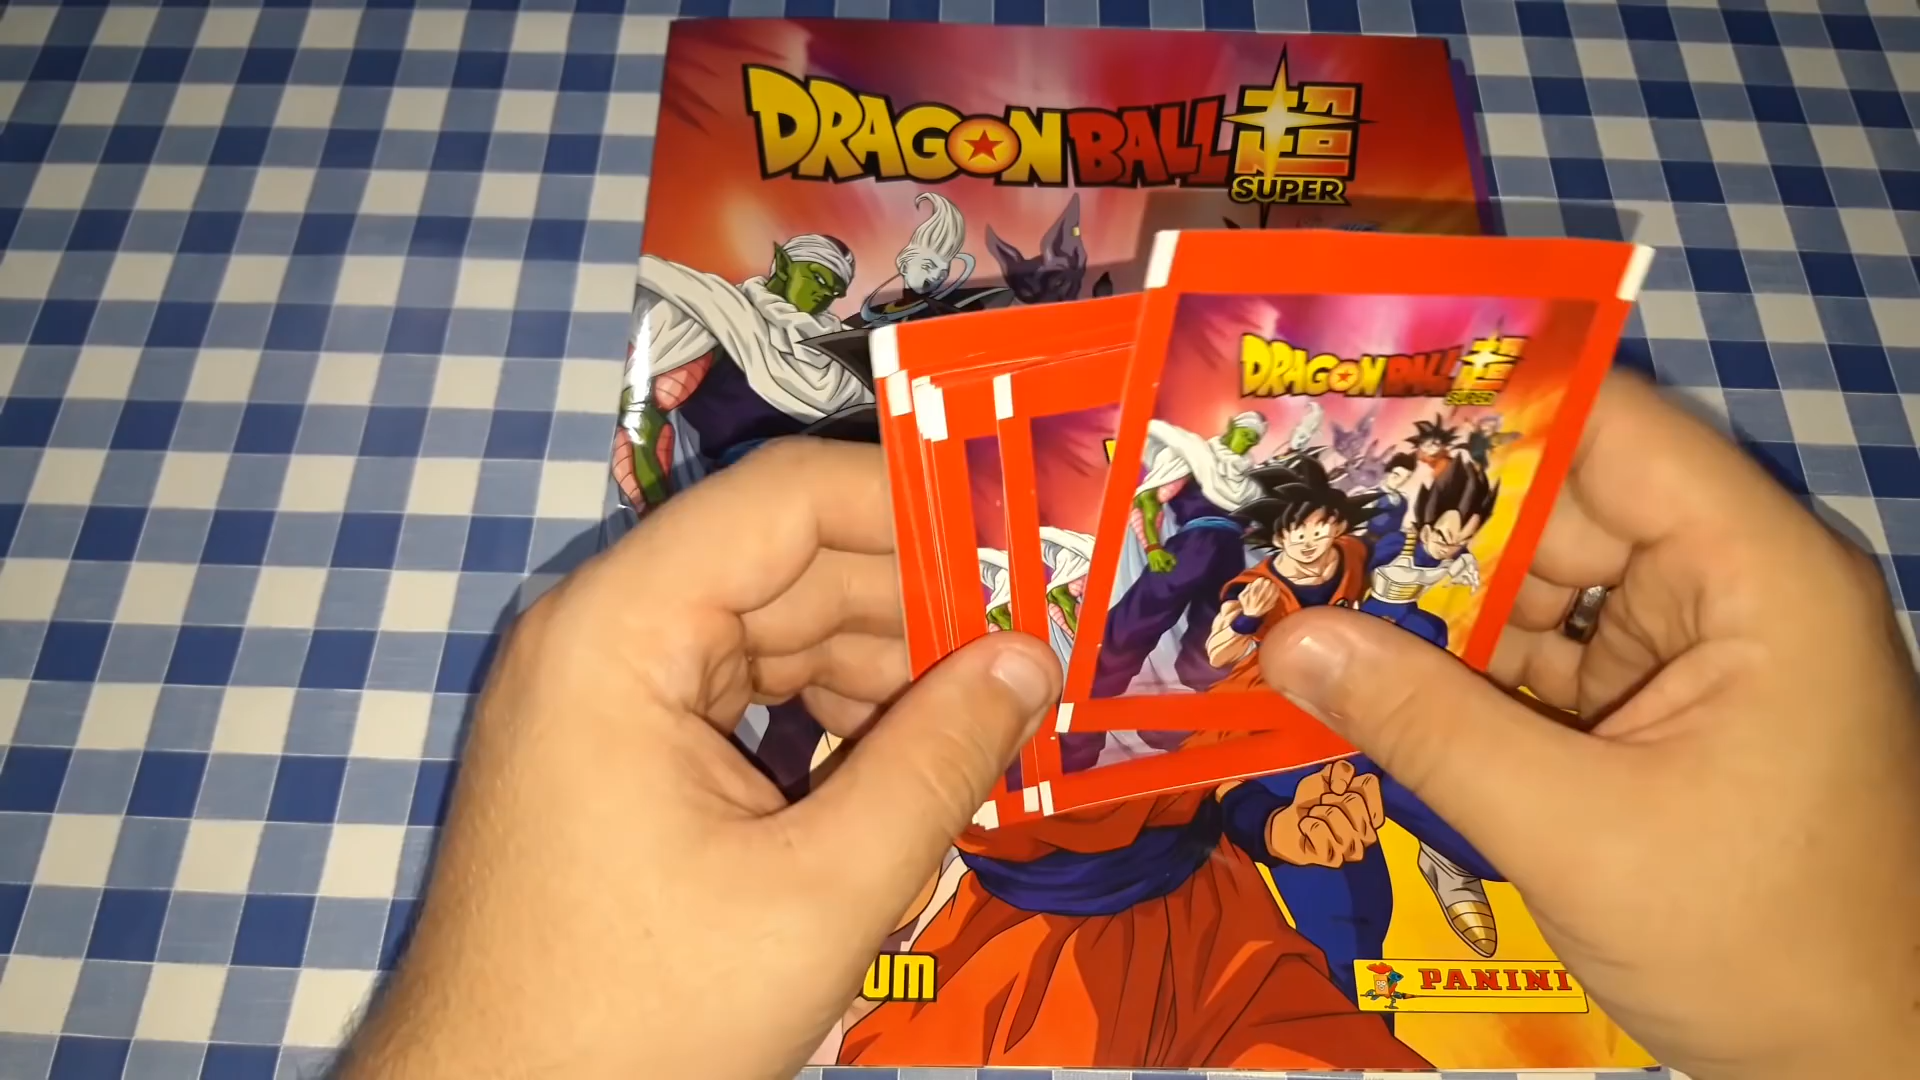 DRAGON BALL 超
SUPER
DRAGON BALL 超
SUPER
UM
PANINI